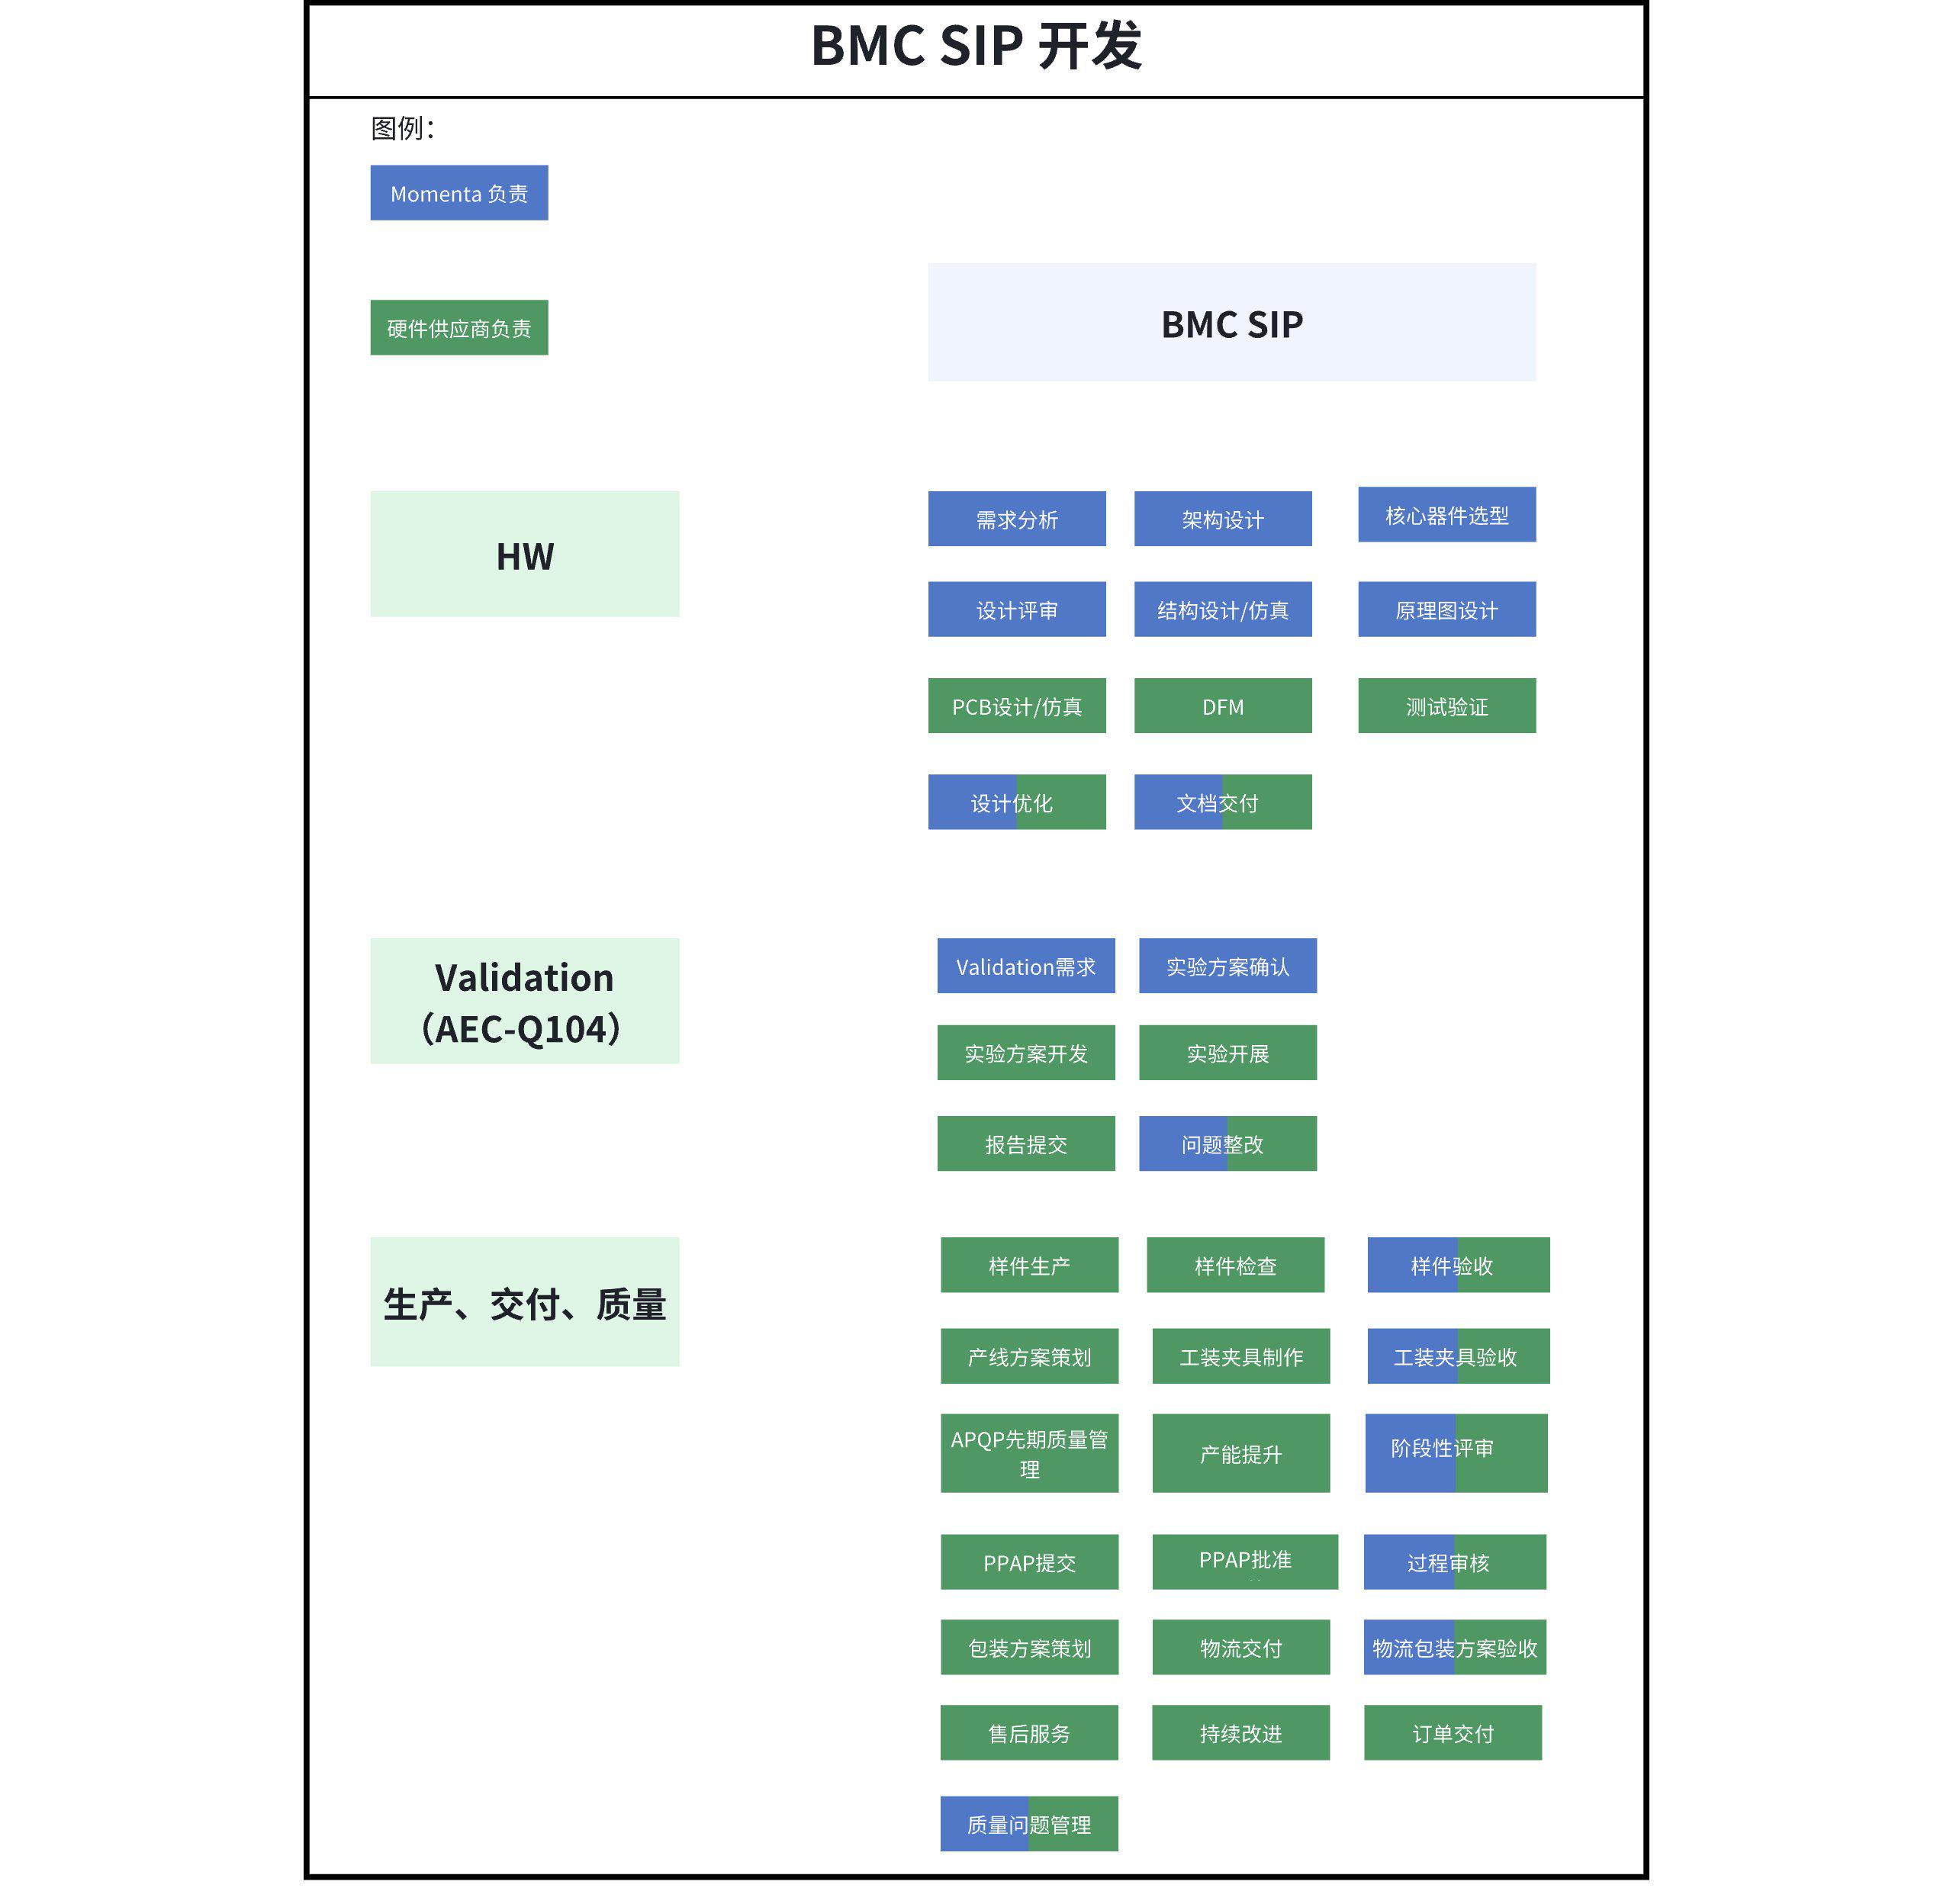 BMC SIP 开发
图例：
Momenta 负责
硬件供应商负责
BMC SIP
HW
需求分析
架构设计
核心器件选型
设计评审
结构设计/仿真
原理图设计
PCB设计/仿真
DFM
测试验证
设计优化
文档交付
Validation
（AEC-Q104）
Validation需求
实验方案确认
实验方案开发
实验开展
报告提交
问题整改
生产、交付、质量
样件生产
样件检查
样件验收
产线方案策划
工装夹具制作
工装夹具验收
APQP先期质量管
理
产能提升
阶段性评审
PPAP提交
PPAP批准
过程审核
包装方案策划
物流交付
物流包装方案验收
售后服务
持续改进
订单交付
质量问题管理